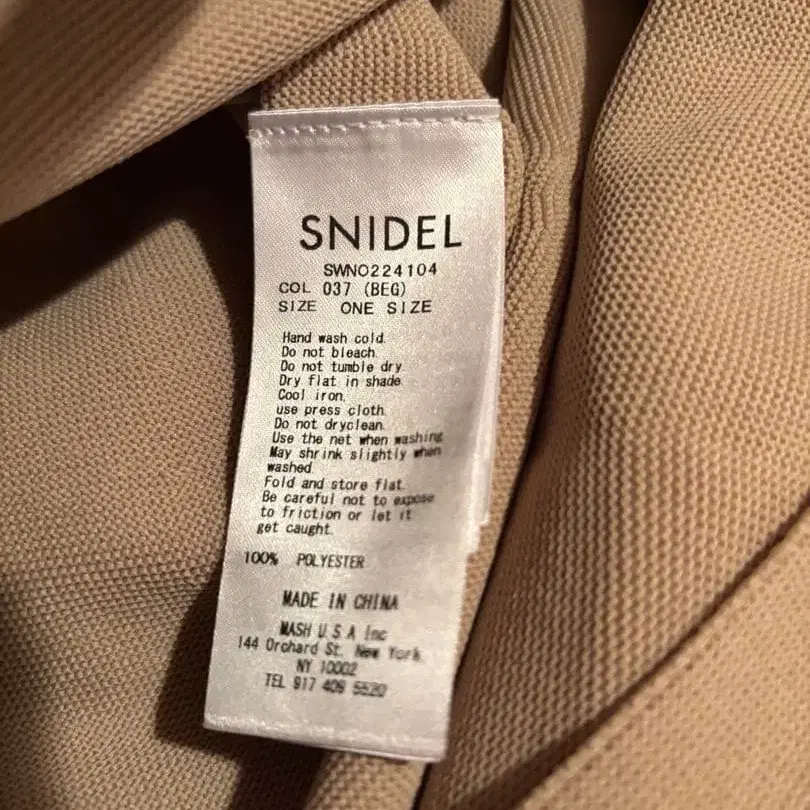 SNIDEL
SWNO224104
COL 037 (BEG)
SIZE ONE SIZE
Hand wash cold.
Do not bleach.
Do not tumble dry.
Dry flat in shade.
Cool iron,
use press cloth.
Do not dryclean.
Use the net when washing
May shrink slightly when
washed.
Fold and store flat.
Be careful not to expose
to friction or let it
get caught.
100% POLYESTER
MADE IN CHINA
MASH U S A Inc
144 Orchard St. New York
NY 10002
TEL 917 409 5520